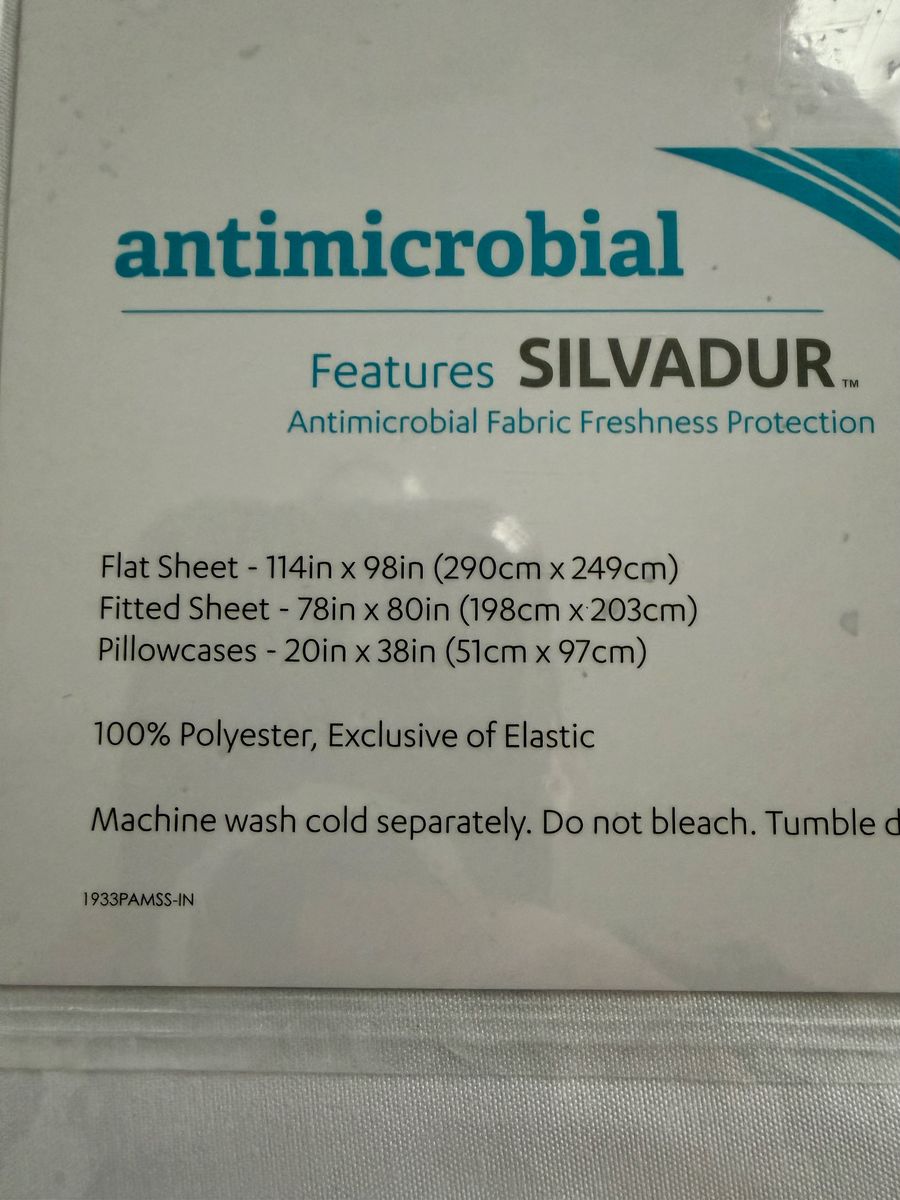 antimicrobial
Features SILVADUR™
Antimicrobial Fabric Freshness Protection
Flat Sheet - 114in x 98in (290cm x 249cm)
Fitted Sheet - 78in x 80in (198cm x 203cm)
Pillowcases - 20in x 38in (51cm x 97cm)
100% Polyester, Exclusive of Elastic
Machine wash cold separately. Do not bleach. Tumble
1933PAMSS-IN